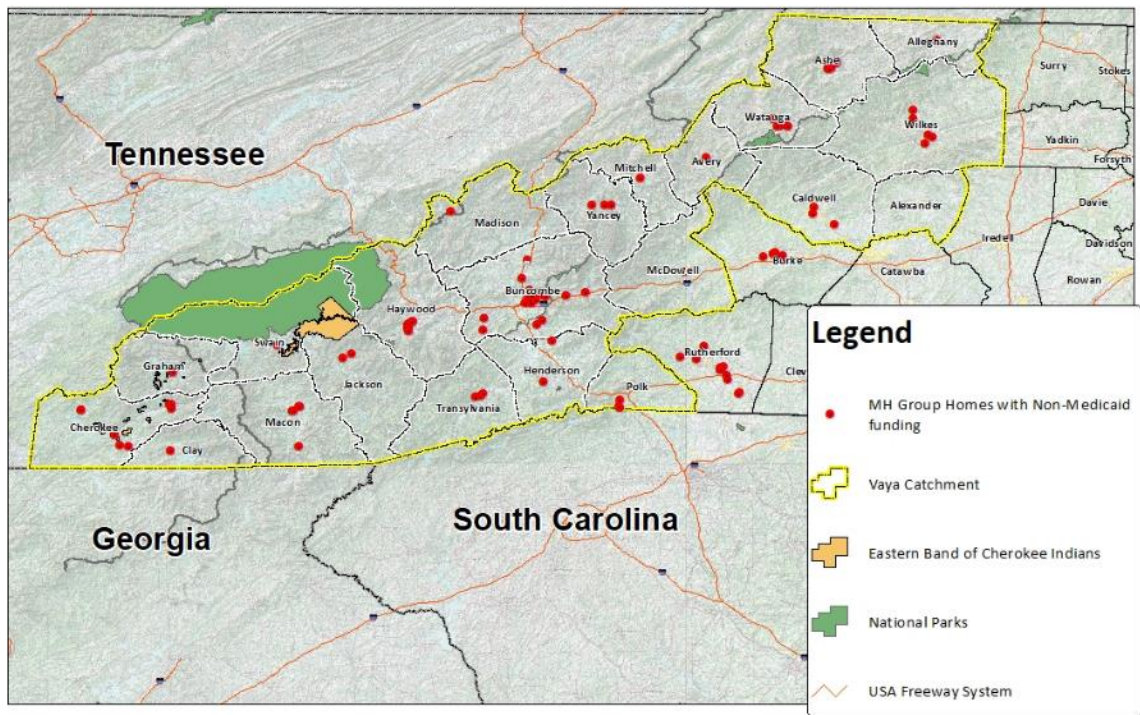 Alleghany
Ashe
Surry
Stokes
Watauga
Wilkes
Yadkin
Forsyth
Tennessee
Mitchell
Avery
Caldwell
Alexander
Davie
Yancey
Madison
Iredell
Davidson
Burke
Catawba
McDowell
Rowan
Buncombe
Haywood
Swain
Rutherford
Graham
Jackson
Henderson
Polk
Clev
Transylvania
Macon
Cherokee
Clay
Georgia
South Carolina
Legend
MH Group Homes with Non-Medicaid
funding
Vaya Catchment
Eastern Band of Cherokee Indians
National Parks
USA Freeway System